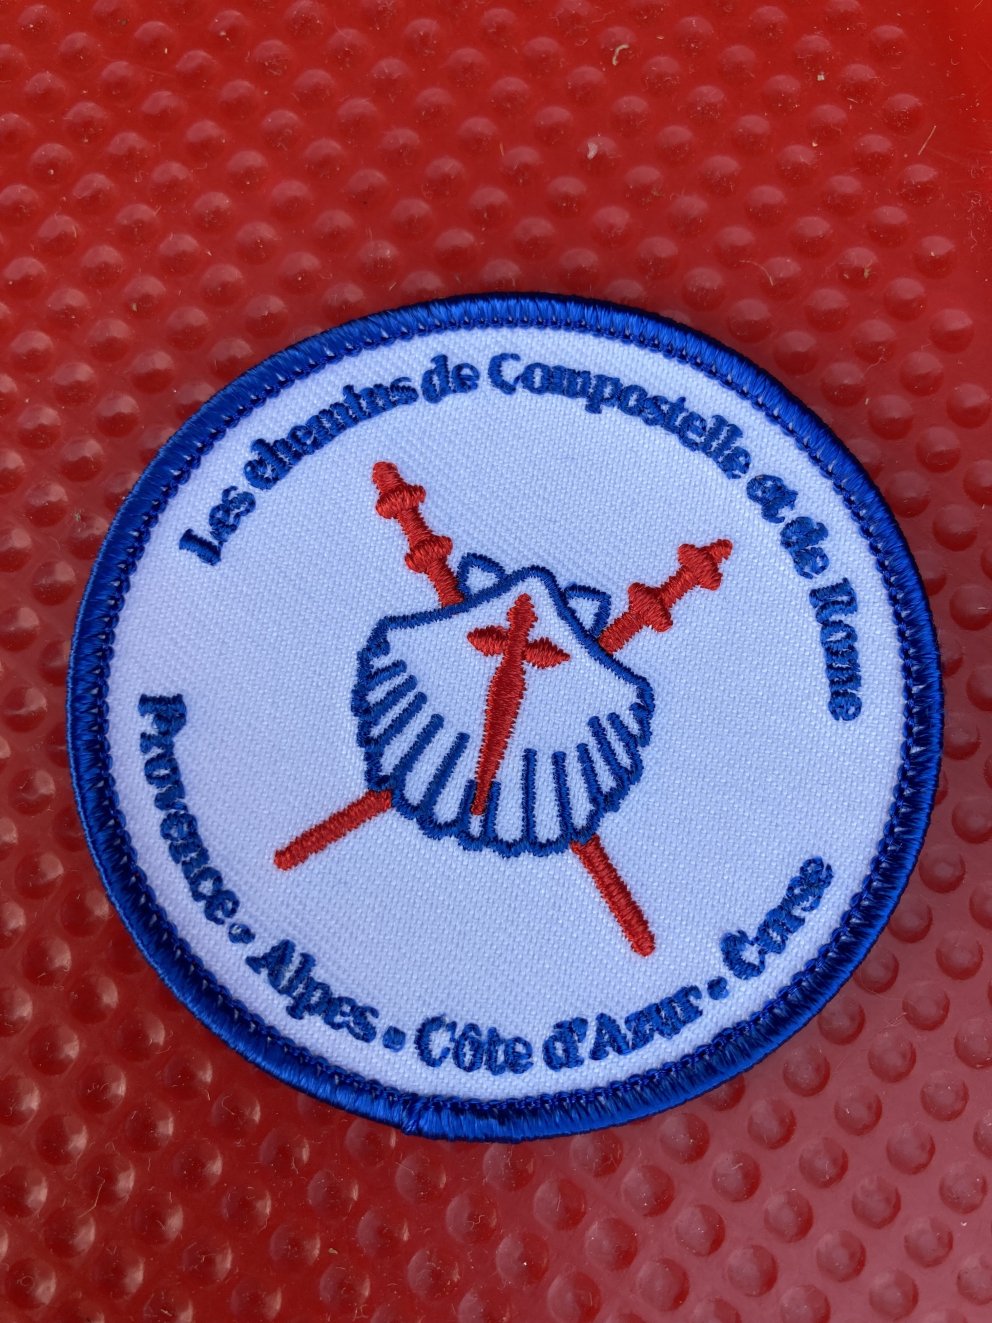 Les chemins de Compostelle et de Rome
Provence • Alpes • Côte d'Azur • Corse